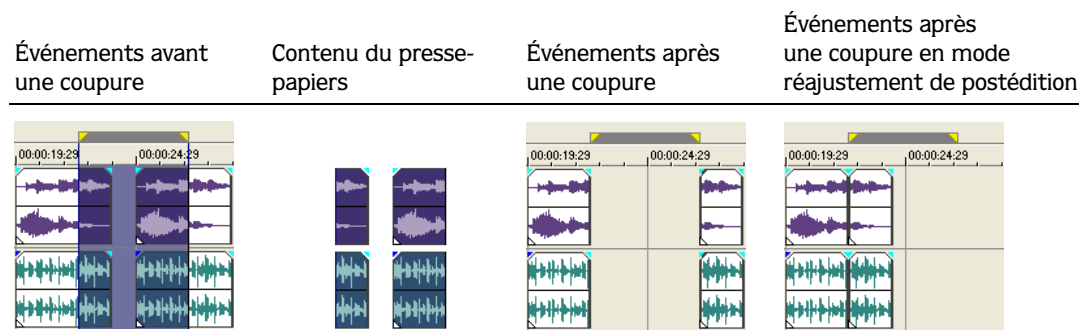 Événements avant
une coupure
Contenu du presse-
papiers
Événements après
une coupure
Événements après
une coupure en mode
réajustement de postédition
00:00:19:29 00:00:24:29
00:00:19:29 00:00:24:29
00:00:19:29 00:00:24:29